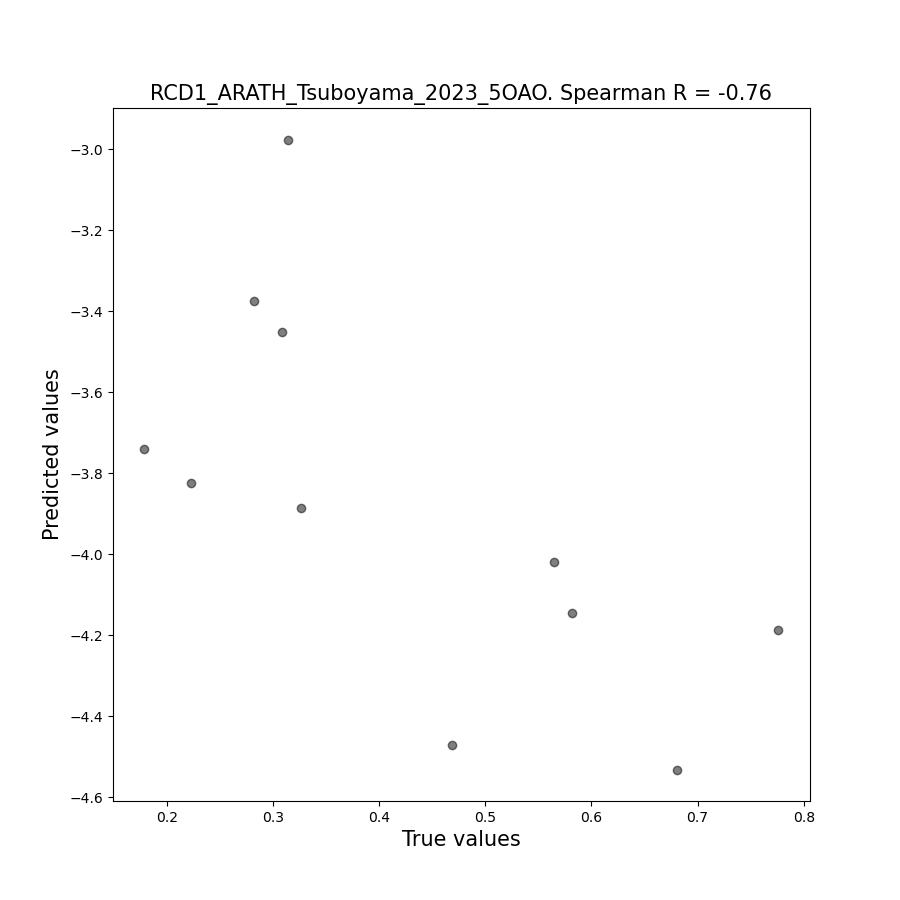 RCD1_ARATH_Tsuboyama_2023_5OAO. Spearman R = -0.76
−3.0
−3.2
−3.4
−3.6
−3.8
−4.0
−4.2
−4.4
−4.6
Predicted values
0.2 0.3 0.4 0.5 0.6 0.7 0.8
True values